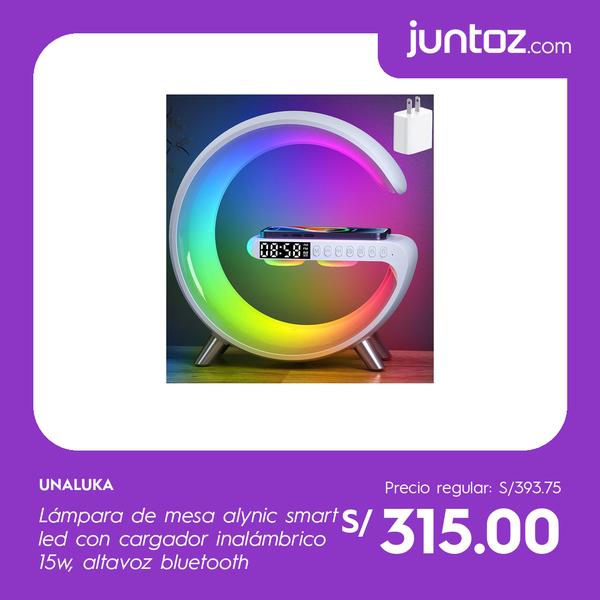 juntoz.com
08:58
UNALUKA
Lámpara de mesa alynic smart
led con cargador inalámbrico
15w, altavoz bluetooth
Precio regular: S/393.75
S/ 315.00